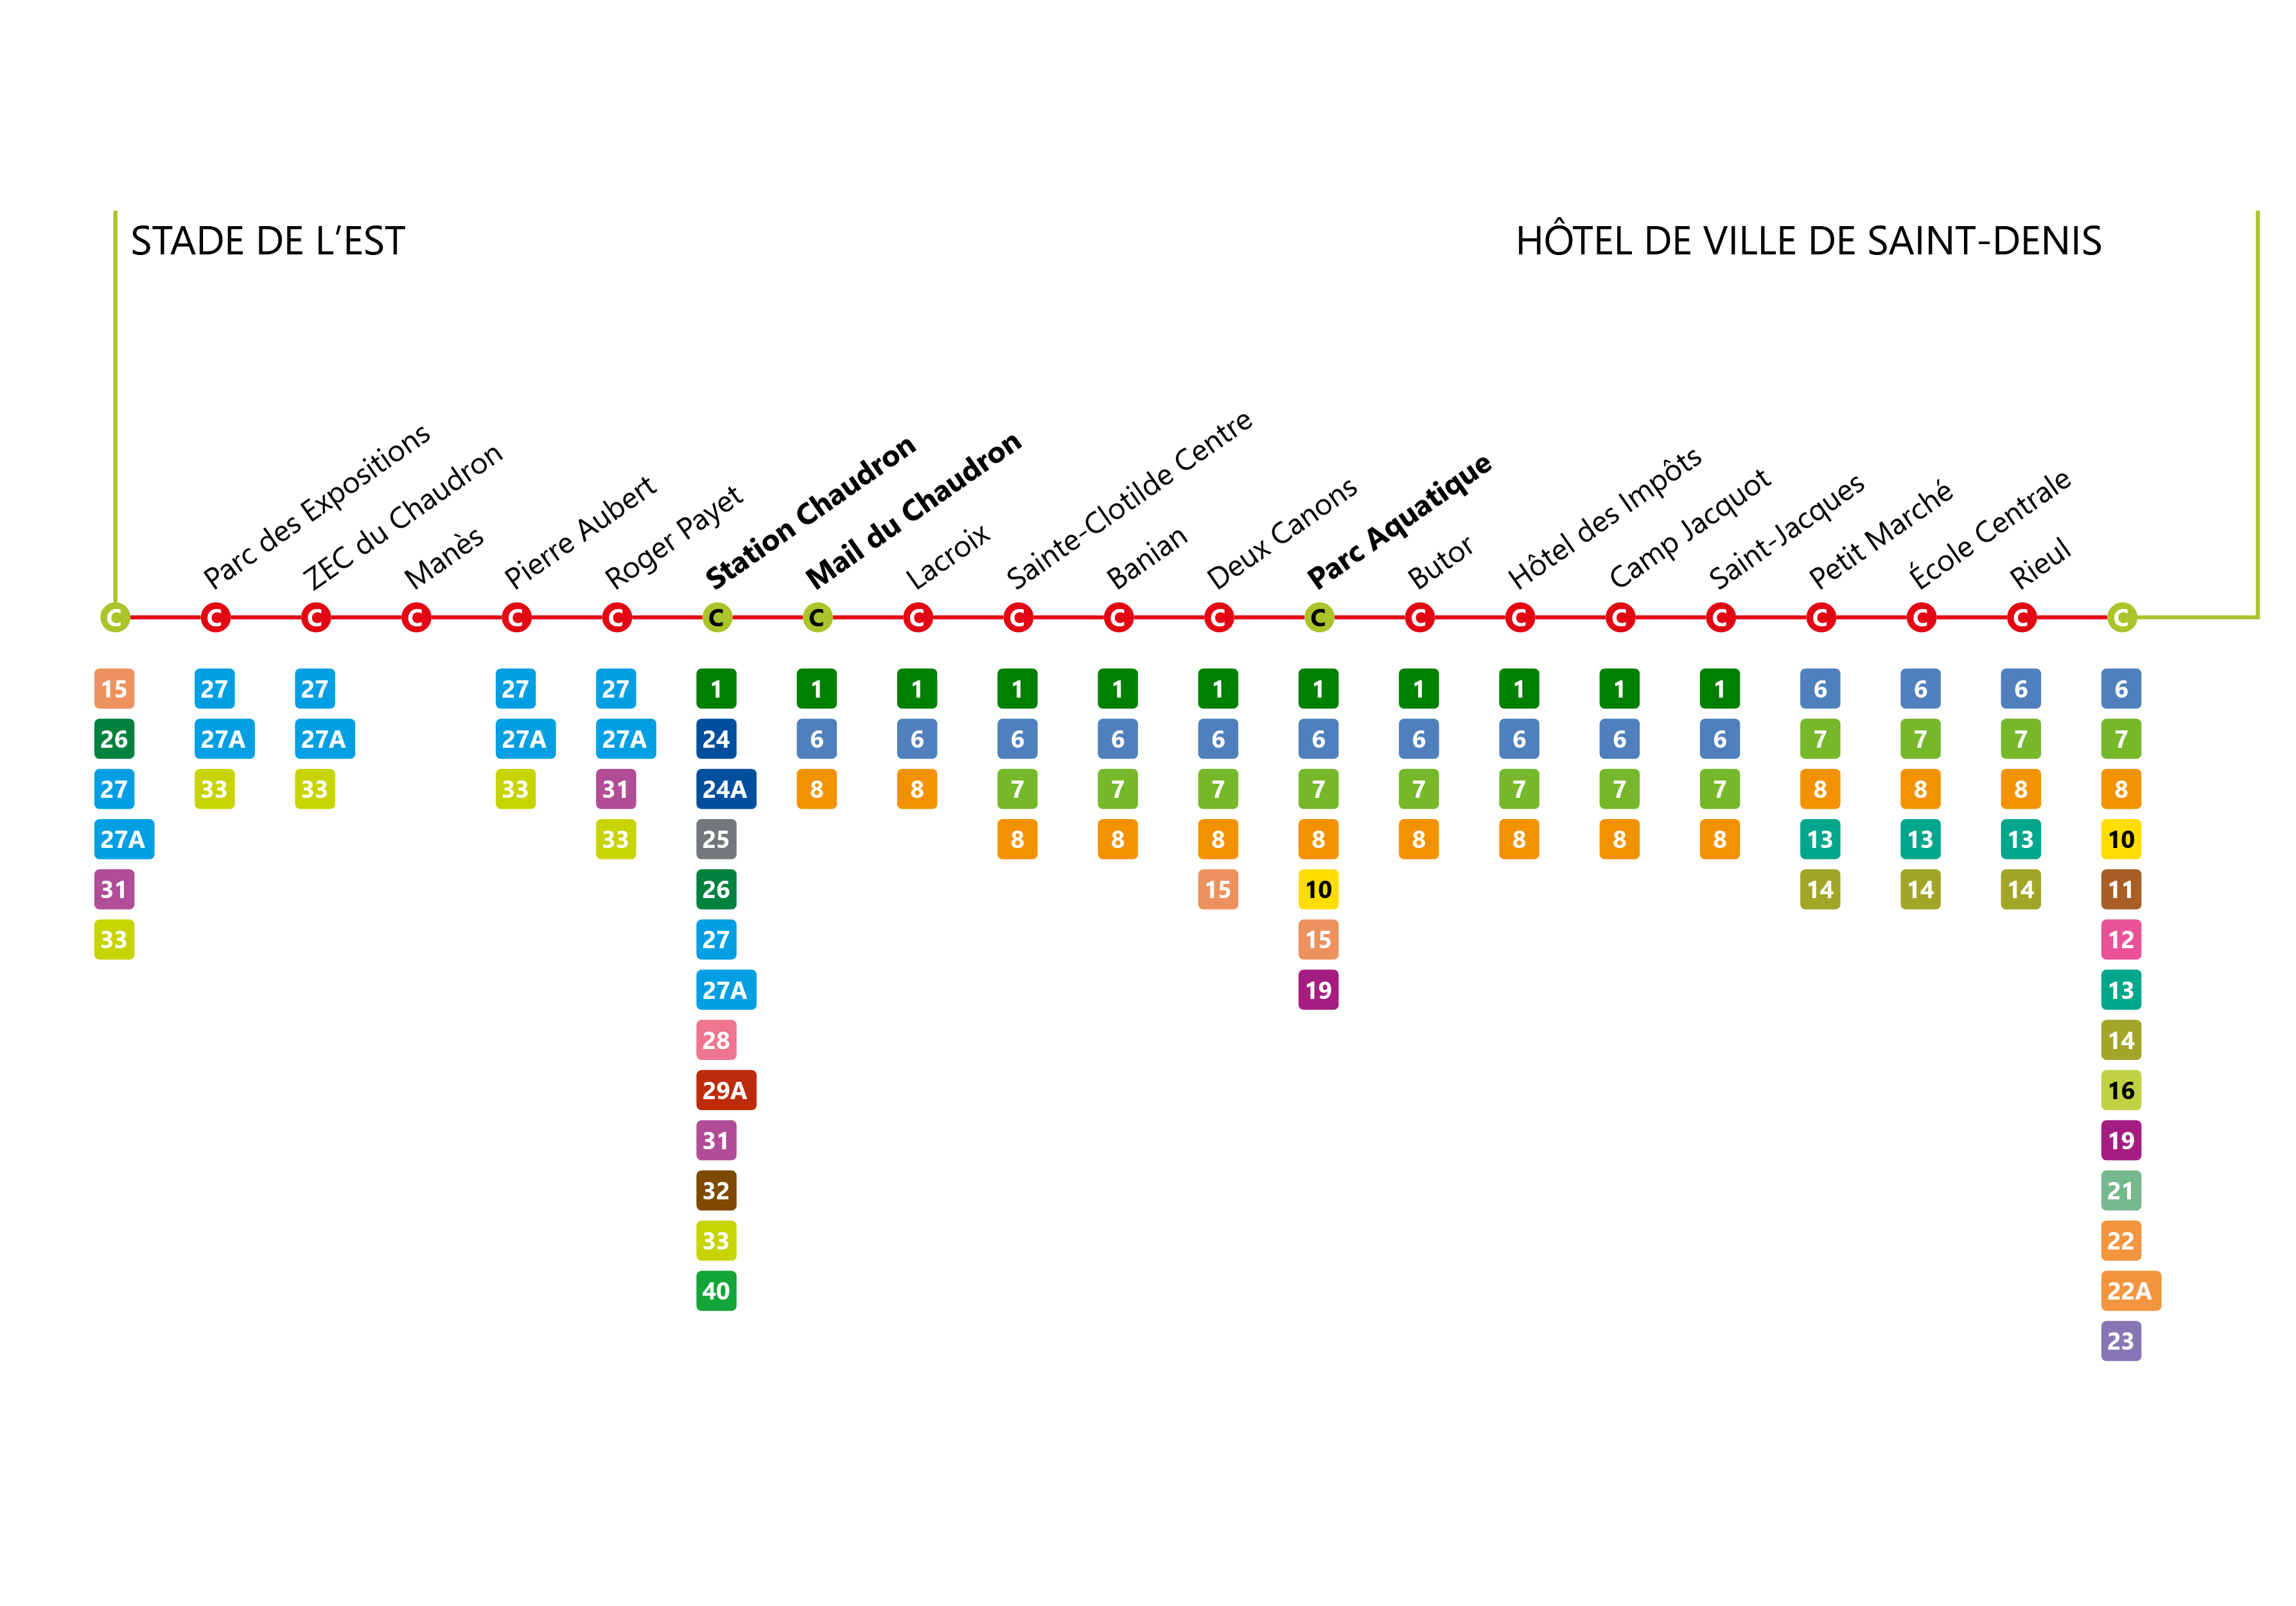 STADE DE L’EST
HÔTEL DE VILLE DE SAINT-DENIS
Parc des Expositions
ZEC du Chaudron
Manès
Pierre Aubert
Roger Payet
Station Chaudron
Mail du Chaudron
Lacroix
Sainte-Clotilde Centre
Banian
Deux Canons
Parc Aquatique
Butor
Hôtel des Impôts
Camp Jacquot
Saint-Jacques
Petit Marché
École Centrale
Rieul
C C C C C C C C C C C C C C C C C C C C C
15 27 27 27 27 1 1 1 1 1 1 1 1 1 1 1 6 6 6 6
26 27A 27A 27A 27A 24 6 6 6 6 6 6 6 6 6 6 7 7 7 7
27 33 33 33 31 24A 8 8 7 7 7 7 7 7 7 7 8 8 8 8
27A 33 25 8 8 8 8 8 8 8 8 13 13 13 10
31 26 15 10 14 14 14 11
33 27 15 12
27A 19 13
28 14
29A 16
31 19
32 21
33 22
40 22A
23